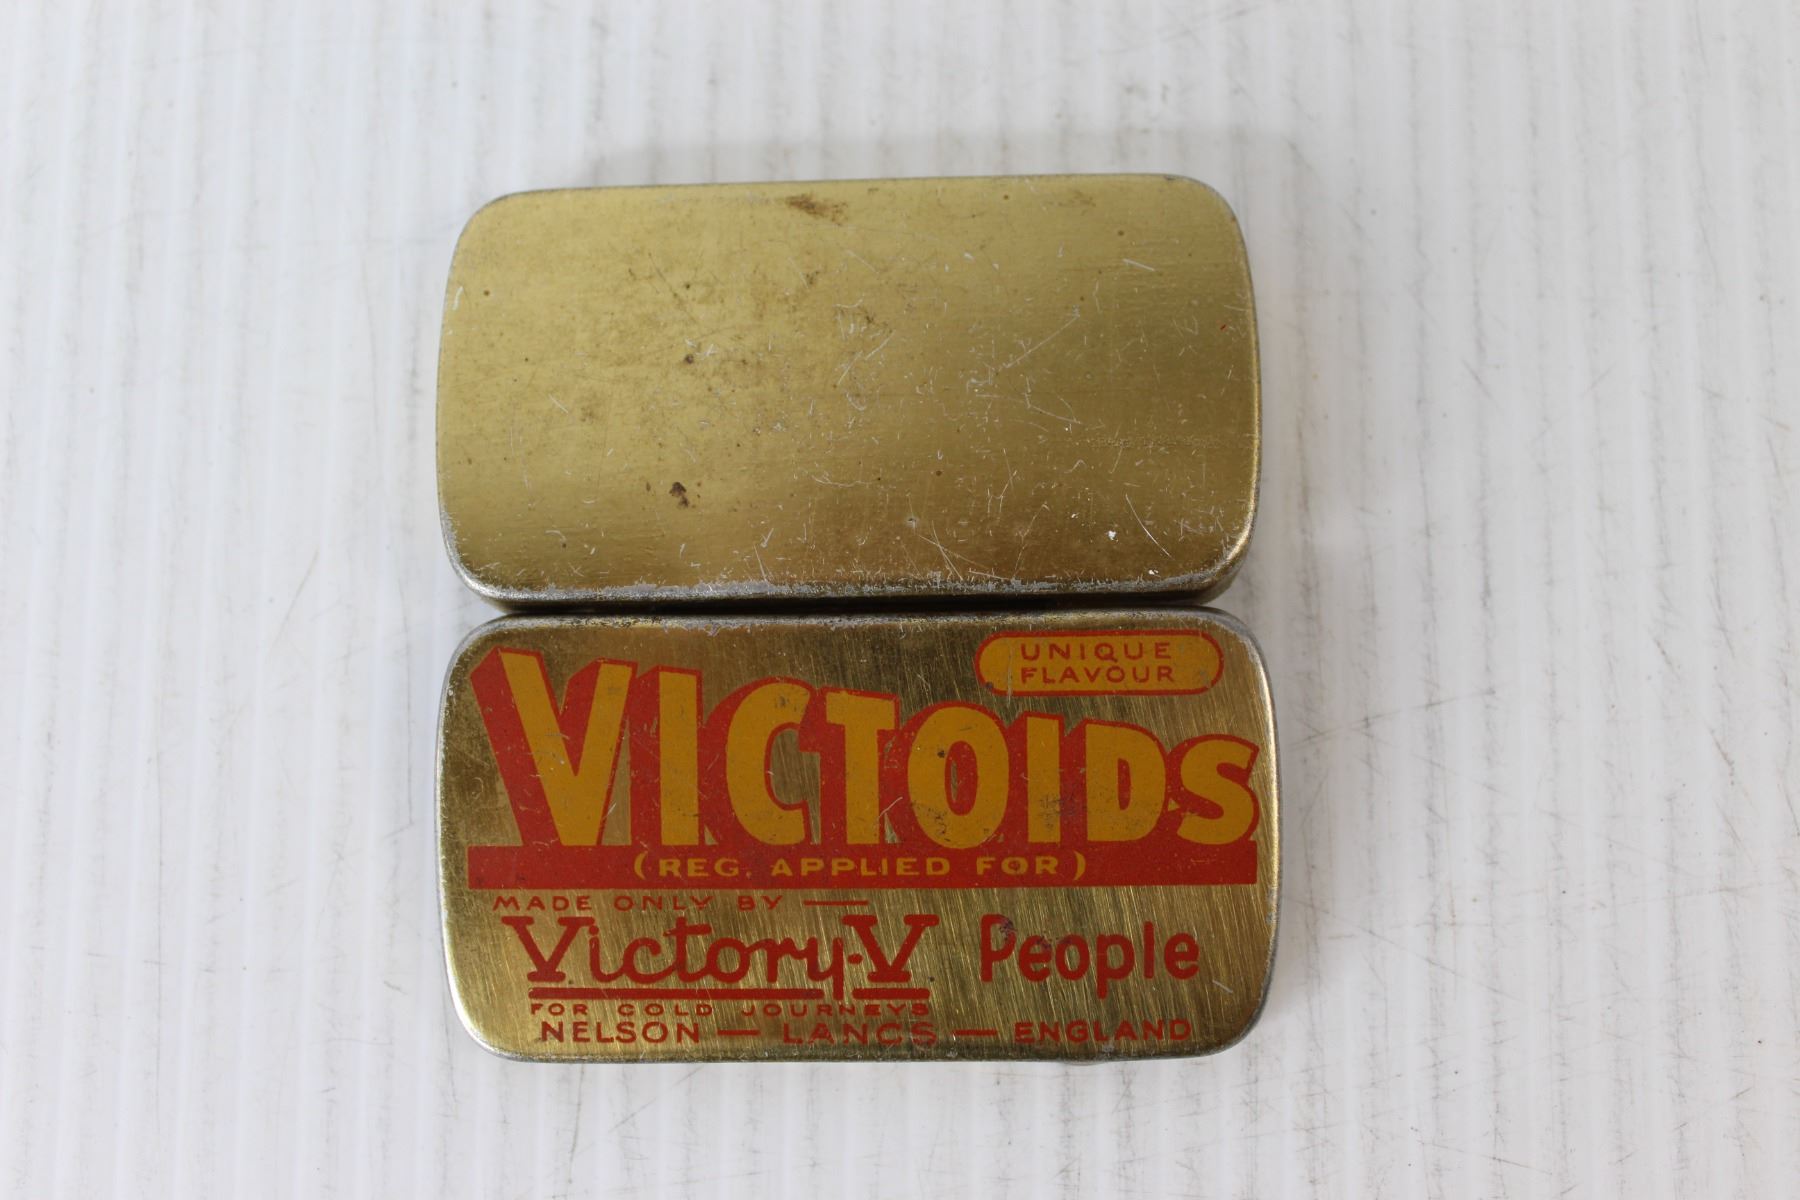 UNIQUE
FLAVOUR
VICTOIDS
(REG. APPLIED FOR)
MADE ONLY BY —
Victory-V People
FOR COLD JOURNEYS
NELSON — LANCS — ENGLAND